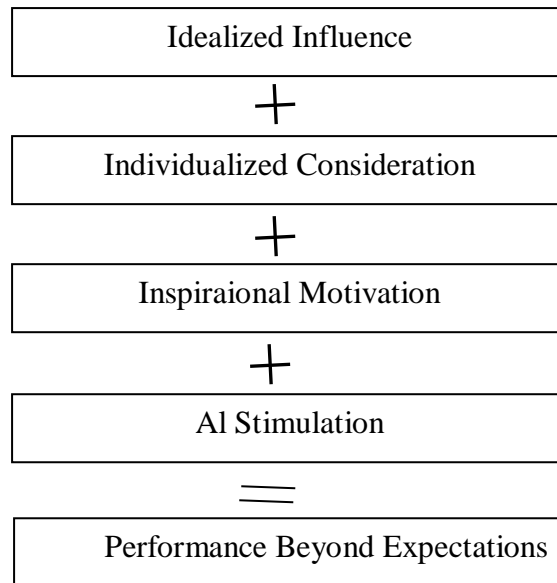 Idealized Influence
+
Individualized Consideration
+
Inspiraional Motivation
+
Al Stimulation
=
Performance Beyond Expectations